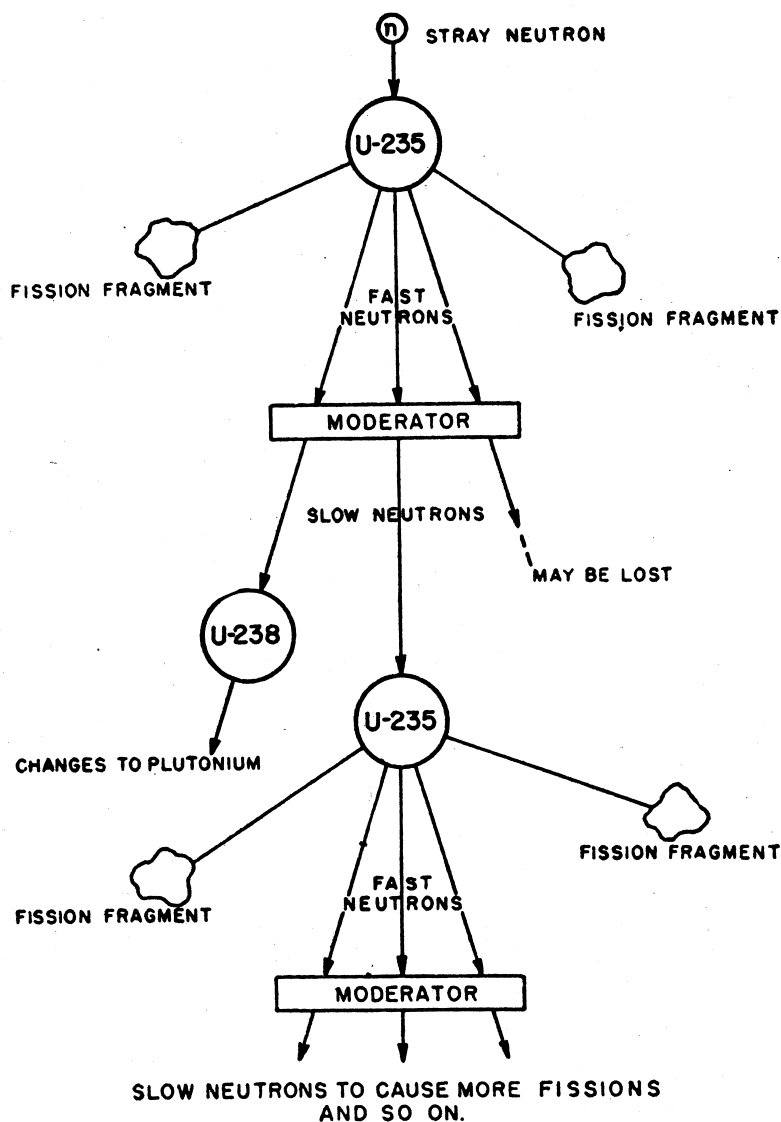 n STRAY NEUTRON
U-235
FISSION FRAGMENT
FAST
NEUTRONS
FISSION FRAGMENT
MODERATOR
SLOW NEUTRONS
MAY BE LOST
U-238
U-235
CHANGES TO PLUTONIUM
FISSION FRAGMENT
FAST
NEUTRONS
FISSION FRAGMENT
MODERATOR
SLOW NEUTRONS TO CAUSE MORE FISSIONS
AND SO ON.